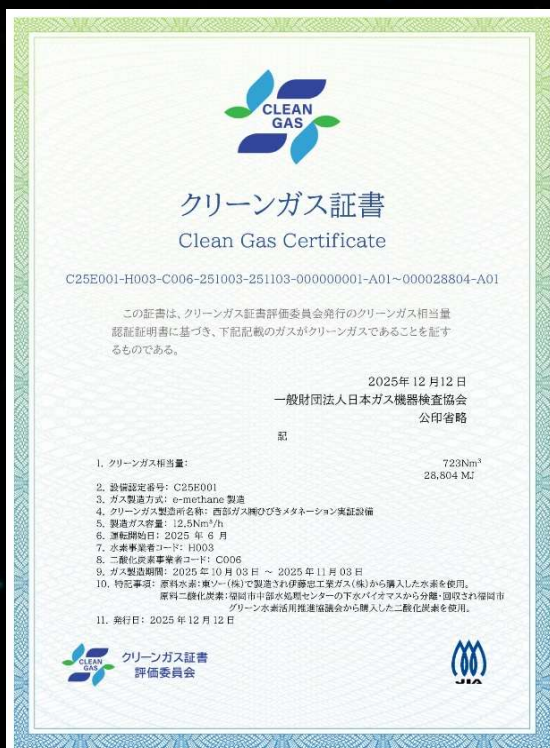 CLEAN
GAS
クリーンガス証書
Clean Gas Certificate
C25E001-H003-C006-251003-251103-000000001-A01~000028804-A01
この証書は、クリーンガス証書評価委員会発行のクリーンガス相当量
認証証明書に基づき、下記記載のガスがクリーンガスであることを証す
るものである。
2025年12月12日
一般財団法人日本ガス機器検査協会
公印省略
記
1. クリーンガス相当量: 723Nm³
28,804 MJ
2. 設備認定番号: C25E001
3. ガス製造方式: e-methane 製造
4. クリーンガス製造所名称: 西部ガス㈱ひびきメタネーション実証設備
5. 製造ガス容量: 12.5Nm³/h
6. 運転開始日: 2025 年 6 月
7. 水素事業者コード: H003
8. 二酸化炭素事業者コード: C006
9. ガス製造期間: 2025 年 10 月 03 日 ~ 2025 年 11 月 03 日
10. 特記事項: 原料水素:東ソー(株)で製造され伊藤忠工業ガス(株)から購入した水素を使用。
原料二酸化炭素:福岡市中部水処理センターの下水バイオマスから分離・回収され福岡市
グリーン水素活用推進協議会から購入した二酸化炭素を使用。
11. 発行日: 2025 年 12 月 12 日
CLEAN
GAS
クリーンガス証書
評価委員会
JIA